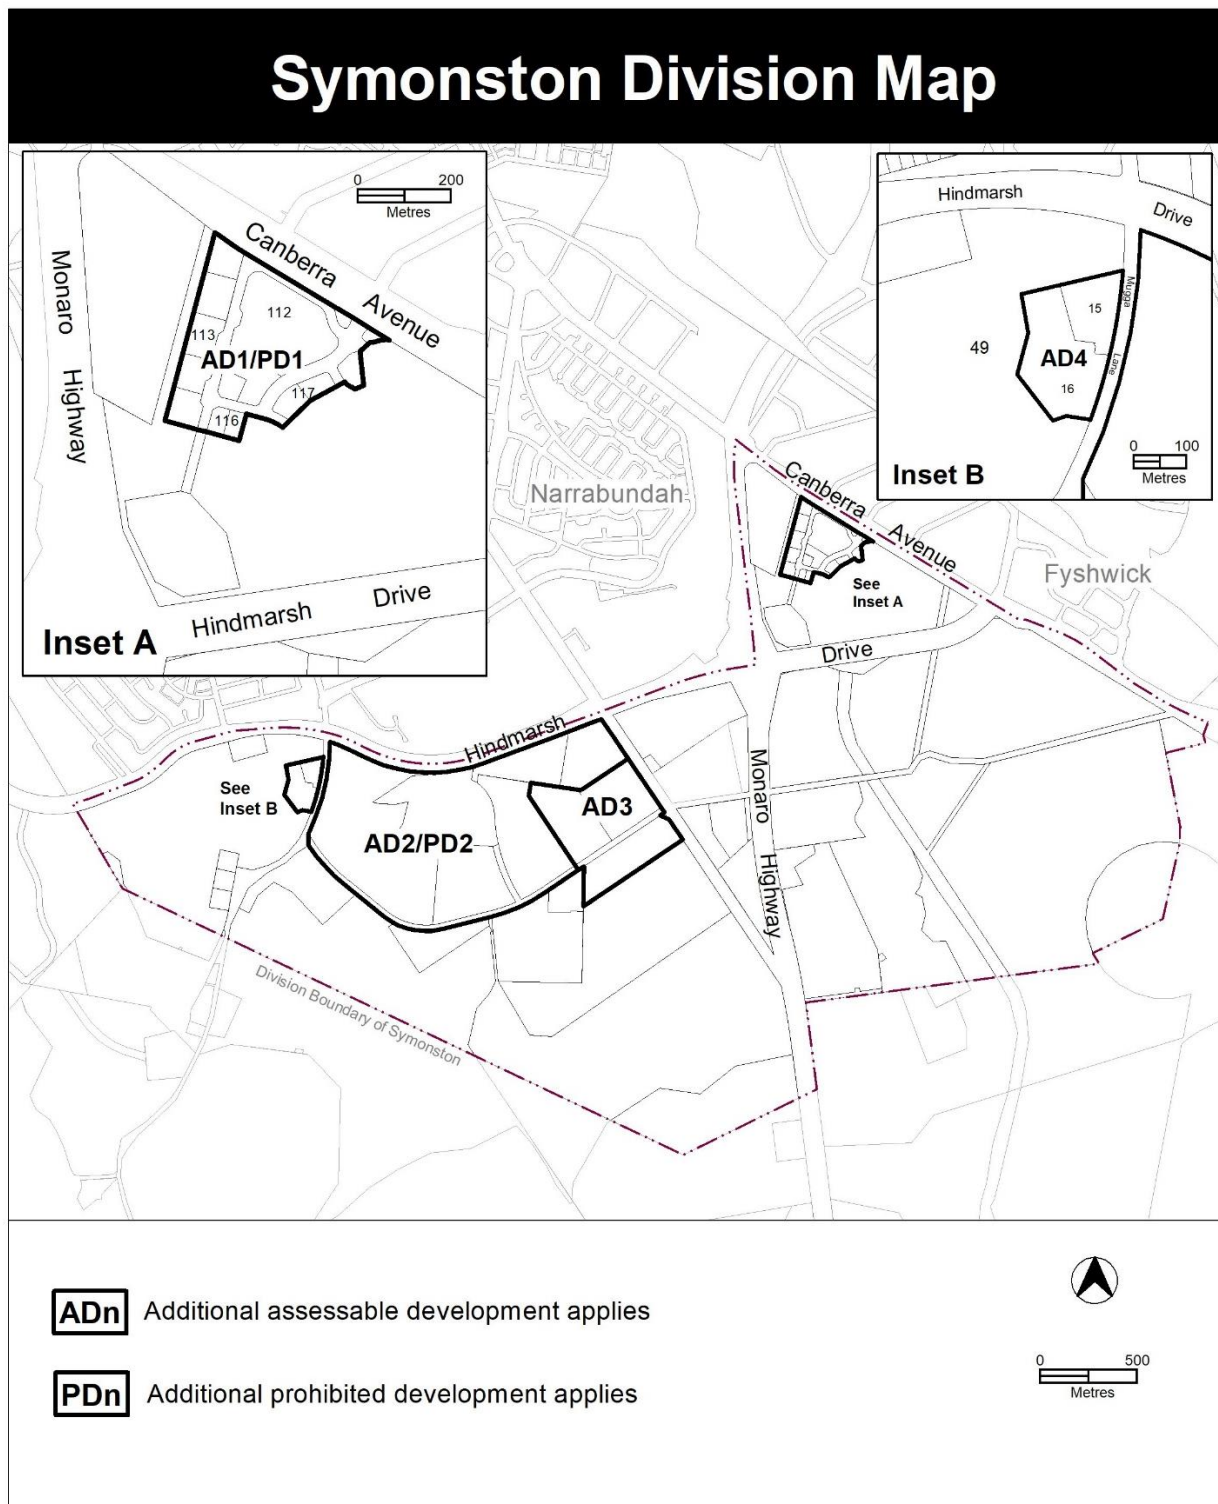 Symonston Division Map
0 200
Metres
Canberra
Avenue
Monaro
Highway
112
113
AD1/PD1
117
116
Hindmarsh Drive
Inset A
Hindmarsh
Drive
Mugga
Lane
15
49
AD4
16
0 100
Metres
Inset B
Narrabundah
Canberra
Avenue
Fyshwick
See
Inset A
Drive
Hindmarsh
Monaro
Highway
See
Inset B
AD3
AD2/PD2
Division Boundary of Symonston
ADn Additional assessable development applies
PDn Additional prohibited development applies
0 500
Metres